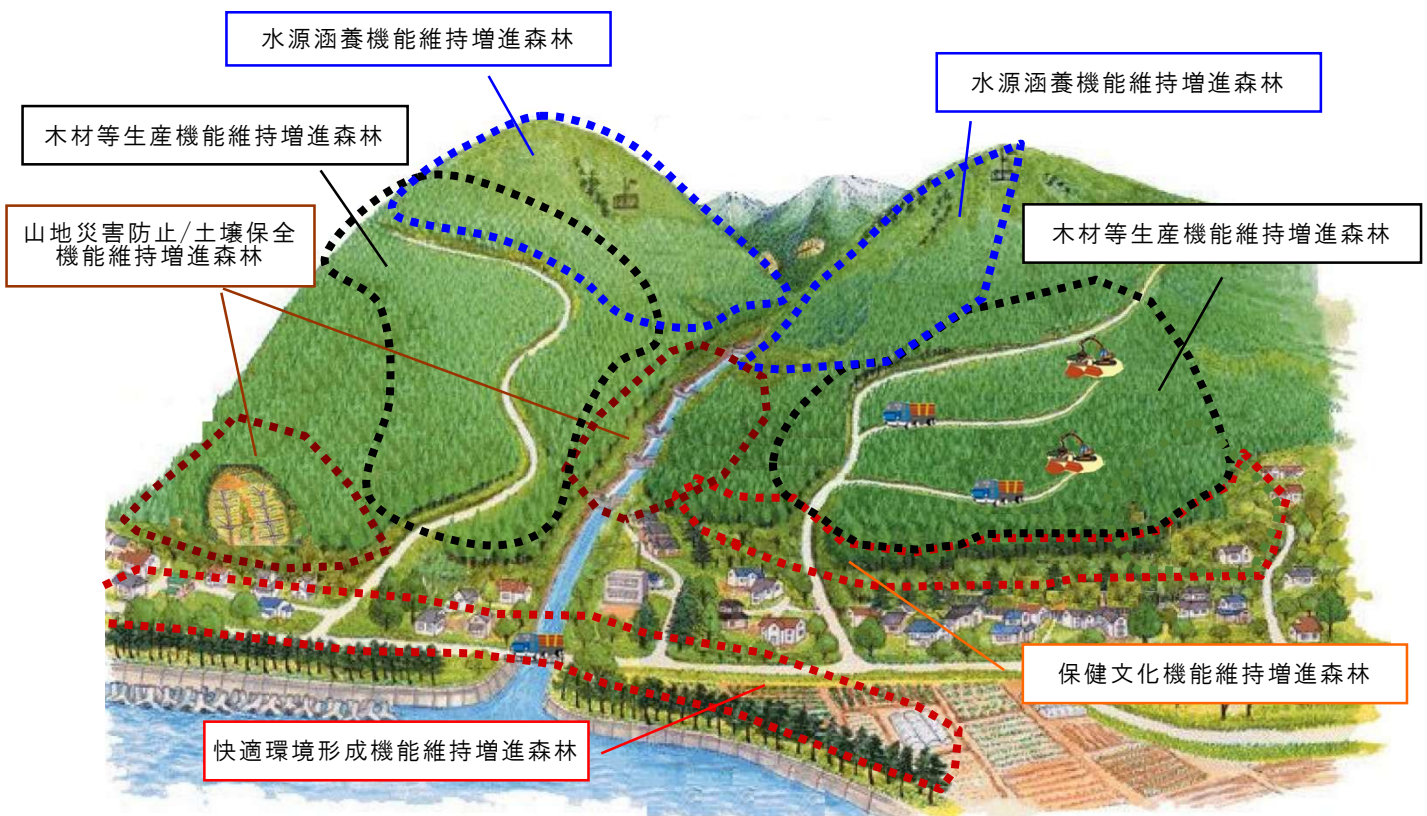 水源涵養機能維持増進森林
水源涵養機能維持増進森林
木材等生産機能維持増進森林
山地災害防止/土壌保全
機能維持増進森林
木材等生産機能維持増進森林
保健文化機能維持増進森林
快適環境形成機能維持増進森林